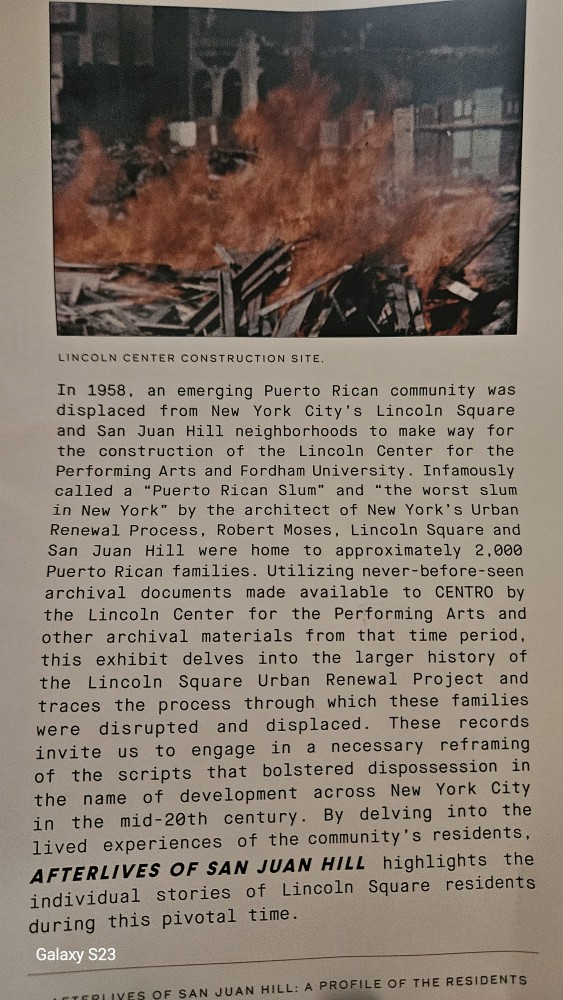 LINCOLN CENTER CONSTRUCTION SITE.
In 1958, an emerging Puerto Rican community was
displaced from New York City's Lincoln Square
and San Juan Hill neighborhoods to make way for
the construction of the Lincoln Center for the
Performing Arts and Fordham University. Infamously
called a “Puerto Rican Slum” and “the worst slum
in New York” by the architect of New York's Urban
Renewal Process, Robert Moses, Lincoln Square and
San Juan Hill were home to approximately 2,000
Puerto Rican families. Utilizing never-before-seen
archival documents made available to CENTRO by
the Lincoln Center for the Performing Arts and
other archival materials from that time period,
this exhibit delves into the larger history of
the Lincoln Square Urban Renewal Project and
traces the process through which these families
were disrupted and displaced. These records
invite us to engage in a necessary reframing
of the scripts that bolstered dispossession in
the name of development across New York City
in the mid-20th century. By delving into the
lived experiences of the community's residents,
AFTERLIVES OF SAN JUAN HILL highlights the
individual stories of Lincoln Square residents
during this pivotal time.
Galaxy S23
AFTERLIVES OF SAN JUAN HILL: A PROFILE OF THE RESIDENTS